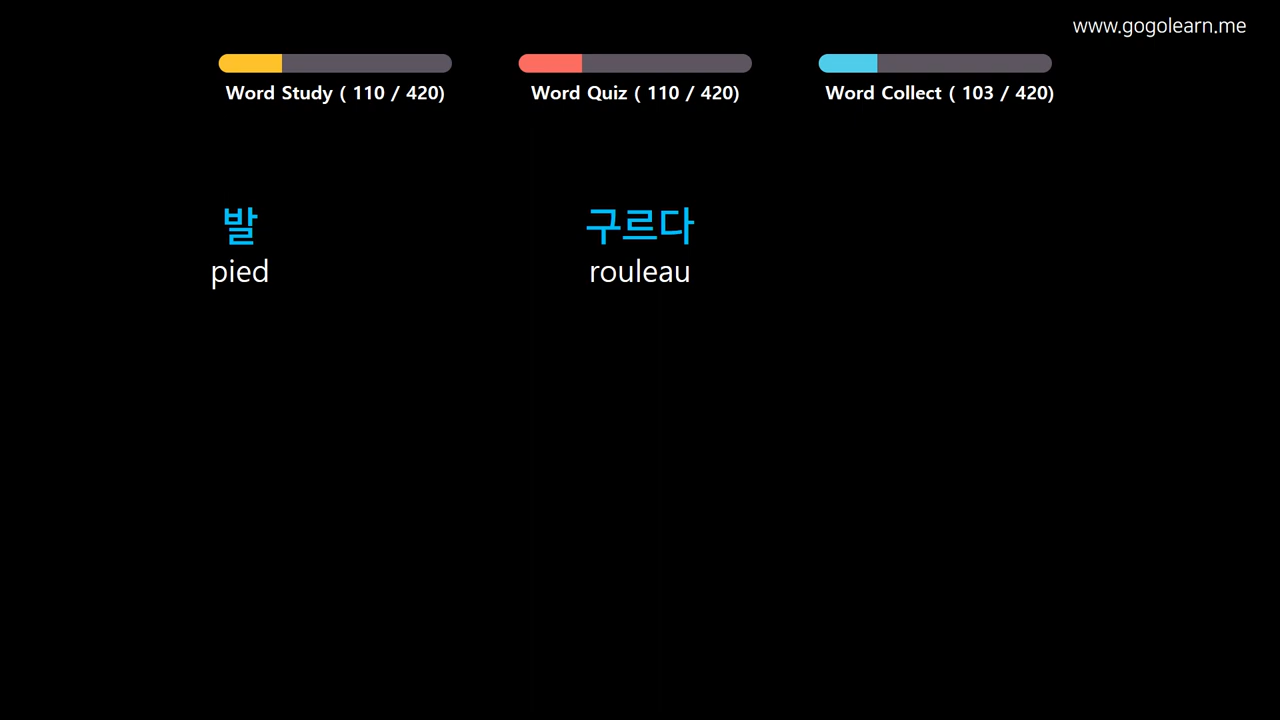 www.gogolearn.me
Word Study ( 110 / 420)
Word Quiz ( 110 / 420)
Word Collect ( 103 / 420)
발
pied
구르다
rouleau